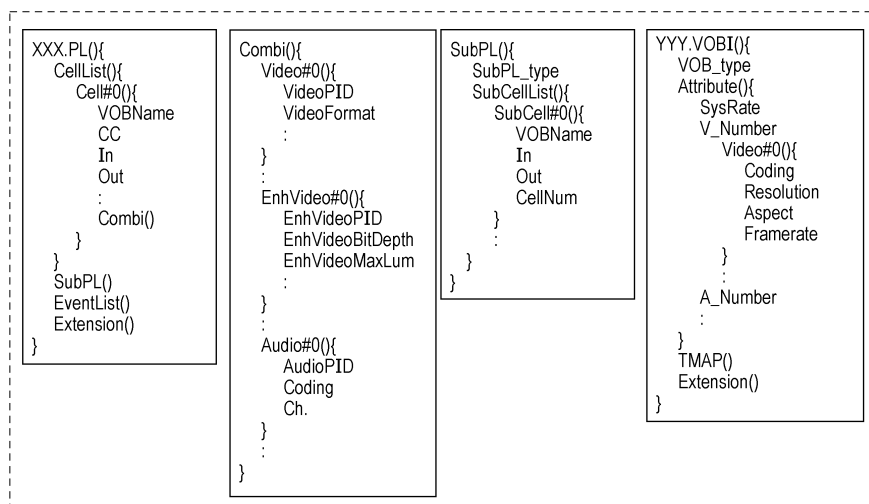 XXX.PL(){
CellList(){
Cell#0(){
VOBName
CC
In
Out
:
Combi()
}
}
SubPL()
EventList()
Extension()
}
Combi(){
Video#0(){
VideoPID
VideoFormat
:
}
:
EnhVideo#0(){
EnhVideoPID
EnhVideoBitDepth
EnhVideoMaxLum
:
}
:
Audio#0(){
AudioPID
Coding
Ch.
}
:
}
SubPL(){
SubPL_type
SubCellList(){
SubCell#0(){
VOBName
In
Out
CellNum
}
:
}
}
YYY.VOBI(){
VOB_type
Attribute(){
SysRate
V_Number
Video#0(){
Coding
Resolution
Aspect
Framerate
}
:
A_Number
:
}
TMAP()
Extension()
}